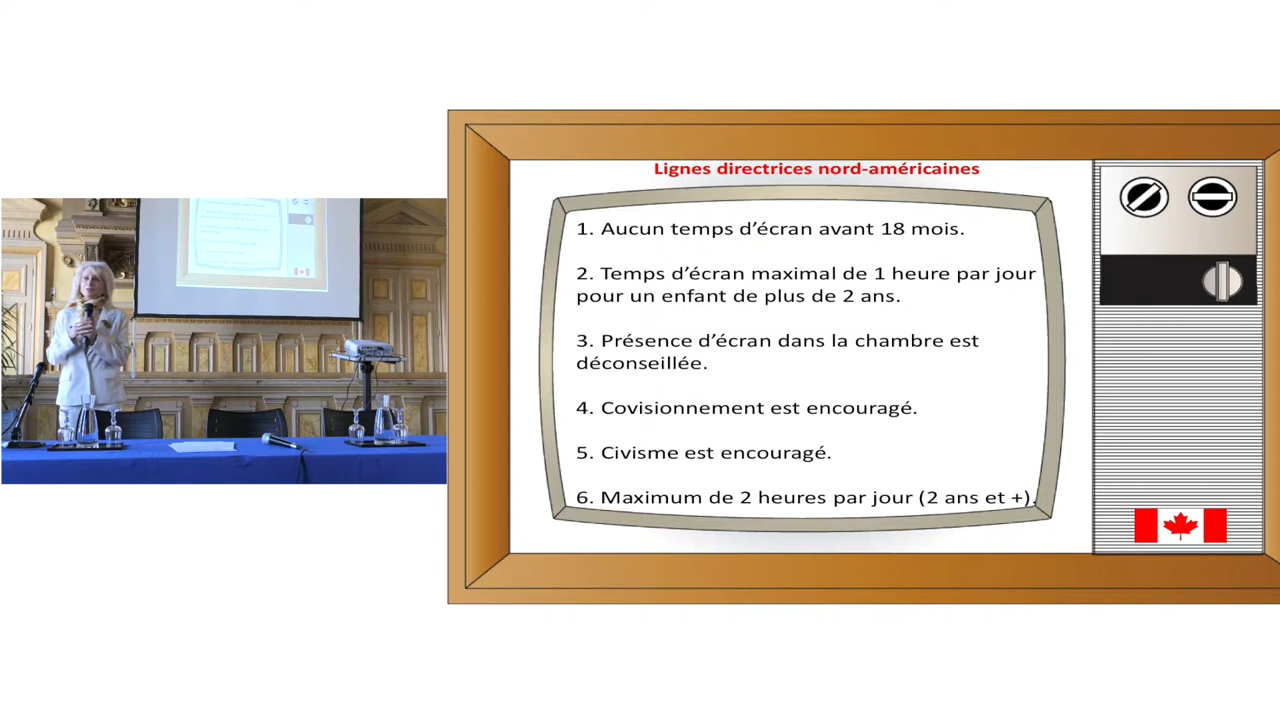 Lignes directrices nord-américaines
1. Aucun temps d’écran avant 18 mois.
2. Temps d’écran maximal de 1 heure par jour
pour un enfant de plus de 2 ans.
3. Présence d’écran dans la chambre est
déconseillée.
4. Covisionnement est encouragé.
5. Civisme est encouragé.
6. Maximum de 2 heures par jour (2 ans et +).